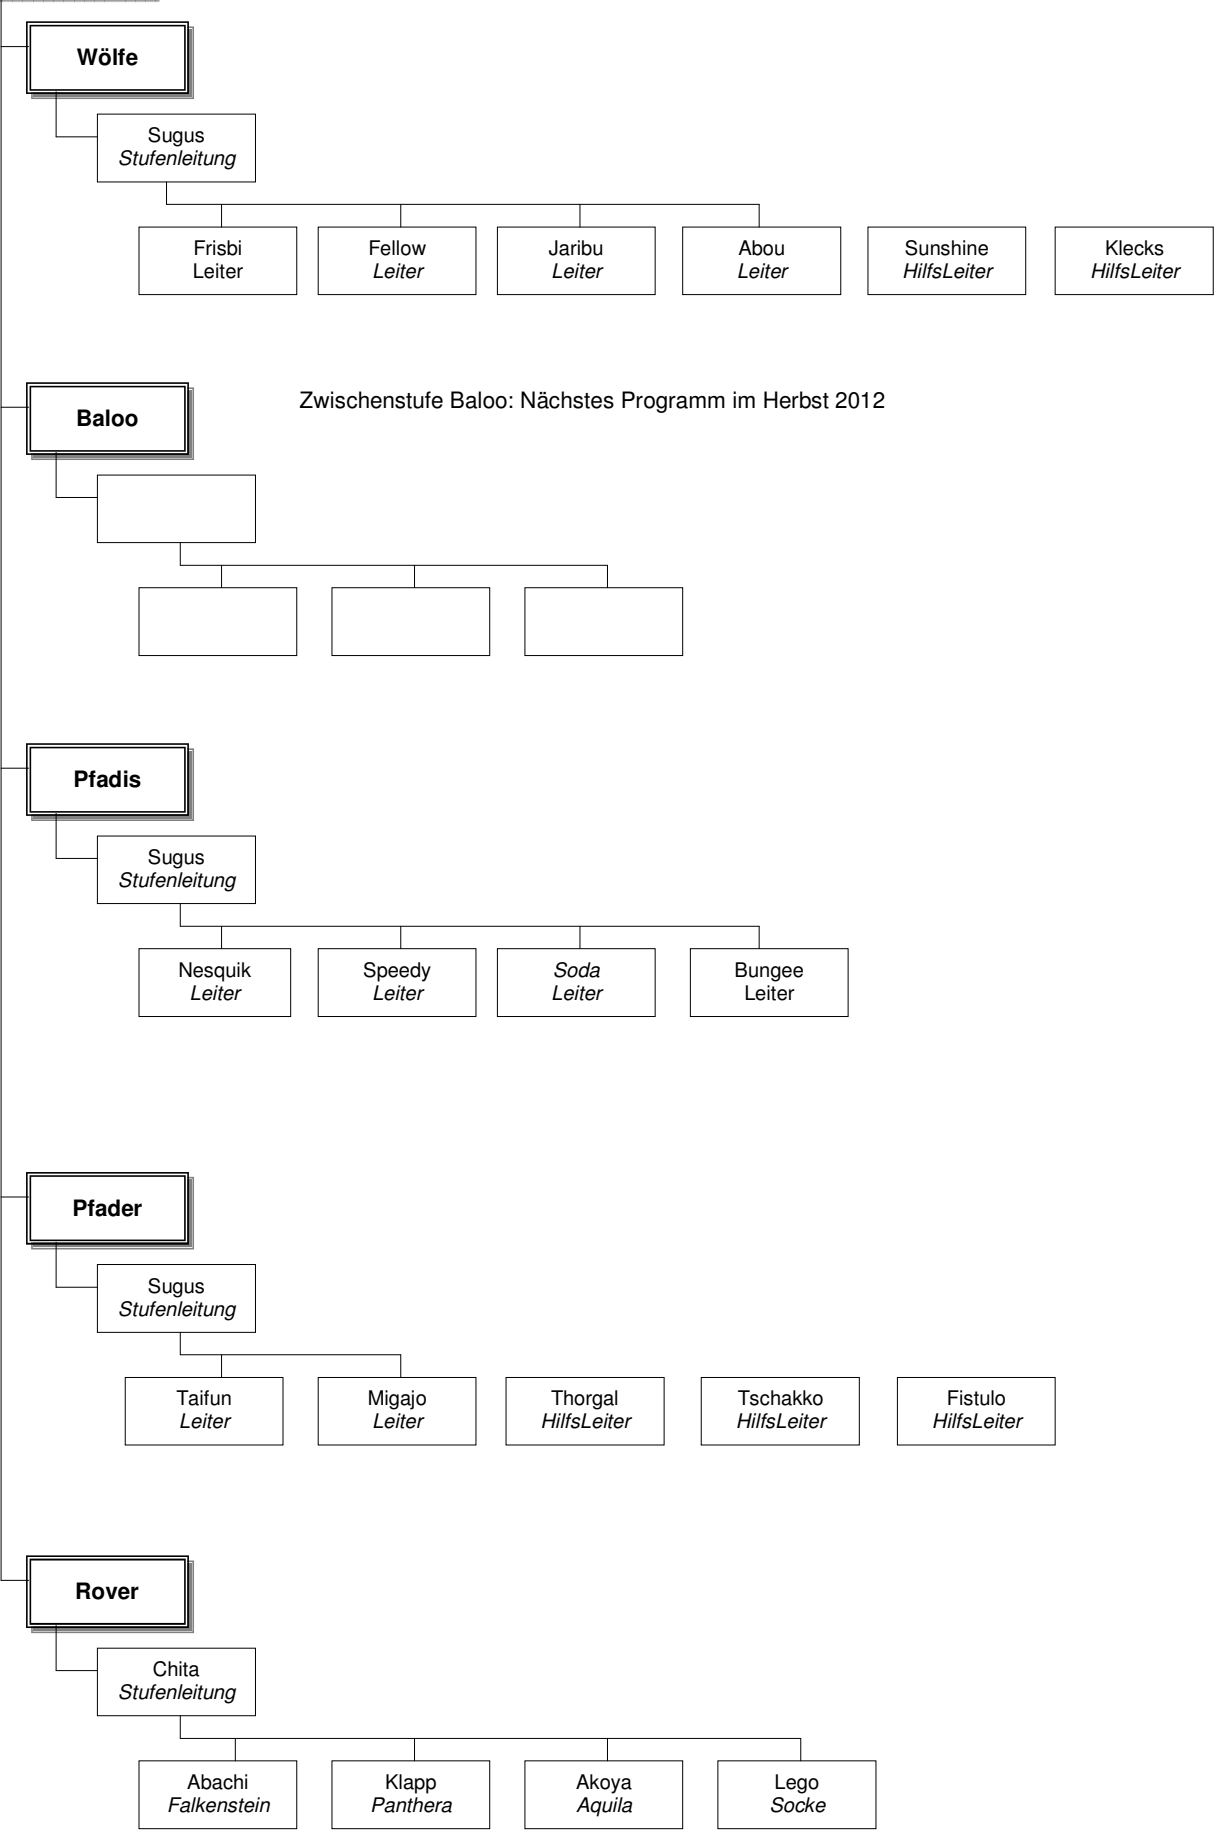 Wölfe
Sugus
Stufenleitung
Frisbi
Leiter
Fellow
Leiter
Jaribu
Leiter
Abou
Leiter
Sunshine
HilfsLeiter
Klecks
HilfsLeiter
Baloo
Zwischenstufe Baloo: Nächstes Programm im Herbst 2012
Pfadis
Sugus
Stufenleitung
Nesquik
Leiter
Speedy
Leiter
Soda
Leiter
Bungee
Leiter
Pfader
Sugus
Stufenleitung
Taifun
Leiter
Migajo
Leiter
Thorgal
HilfsLeiter
Tschakko
HilfsLeiter
Fistulo
HilfsLeiter
Rover
Chita
Stufenleitung
Abachi
Falkenstein
Klapp
Panthera
Akoya
Aquila
Lego
Socke